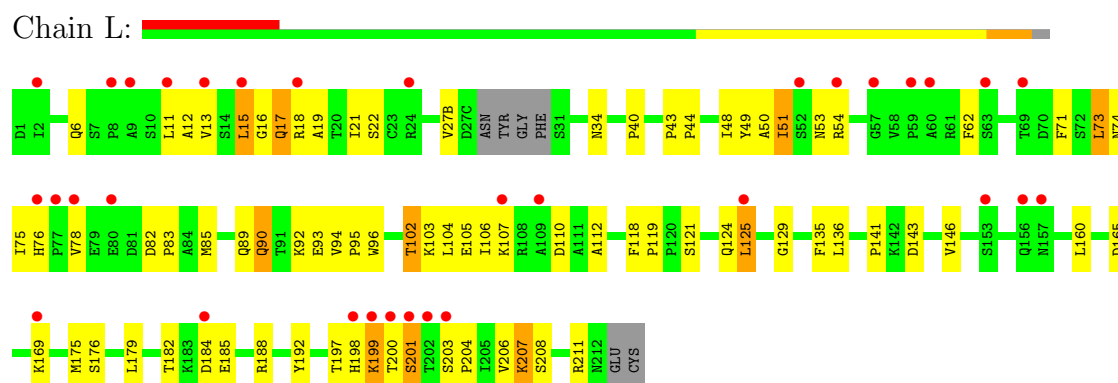 Chain L:
D1 I2 Q6 S7 P8 A9 S10 L11 A12 V13 S14 L15 G16 Q17 R18 A19 T20 I21 S22 C23 R24 V27B D27C ASN TYR GLY PHE S31 N34 P40 P43 P44 I48 Y49 A50 I51 S52 N53 R54 G57 V58 P59 A60 R61 F62 S63 T69 D70 F71 S72 L73 N74
I75 H76 P77 V78 E79 E80 D81 D82 P83 A84 M85 Q89 Q90 T91 K92 E93 V94 P95 W96 T102 K103 L104 E105 I106 K107 R108 A109 D110 A111 A112 F118 P119 P120 S121 Q124 L125 G129 F135 L136 P141 K142 D143 V146 S153 Q156 N157 L160
K169 M175 S176 L179 T182 K183 D184 E185 R188 Y192 T197 H198 K199 T200 S201 T202 S203 P204 I205 V206 K207 S208 R211 N212 GLU CYS